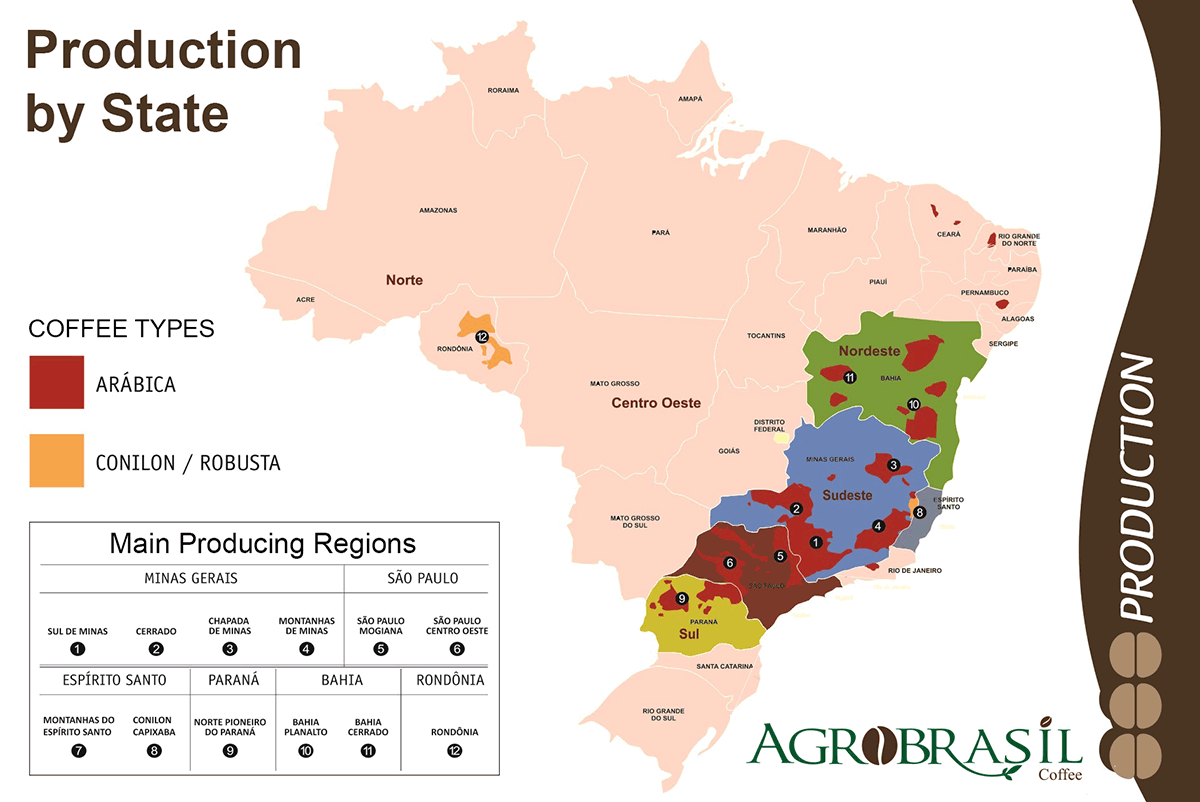 Production
by State
RORAIMA
AMAPÁ
AMAZONAS
PARÁ
MARANHÃO
CEARÁ
RIO GRANDE
DO NORTE
PARAÍBA
PIAUÍ
PERNAMBUCO
ALAGOAS
SERGIPE
Norte
ACRE
RONDÔNIA
12
TOCANTINS
MATO GROSSO
Centro Oeste
Nordeste
BAHIA
11
10
DISTRITO
FEDERAL
GOIÁS
MINAS GERAIS
3
Sudeste
2
4
1
ESPÍRITO
SANTO
8
MATO GROSSO
DO SUL
5
6
SÃO PAULO
RIO DE JANEIRO
9
PARANÁ
Sul
SANTA CATARINA
RIO GRANDE
DO SUL
COFFEE TYPES
ARÁBICA
CONILON / ROBUSTA
Main Producing Regions
MINAS GERAIS SÃO PAULO
SUL DE MINAS CERRADO CHAPADA DE MINAS MONTANHAS DE MINAS SÃO PAULO MOGIANA SÃO PAULO CENTRO OESTE
1 2 3 4 5 6
ESPÍRITO SANTO PARANÁ BAHIA RONDÔNIA
MONTANHAS DO ESPÍRITO SANTO CONILON CAPIXABA NORTE PIONEIRO DO PARANÁ BAHIA PLANALTO BAHIA CERRADO RONDÔNIA
7 8 9 10 11 12
PRODUCTION
AGROBRASIL
Coffee